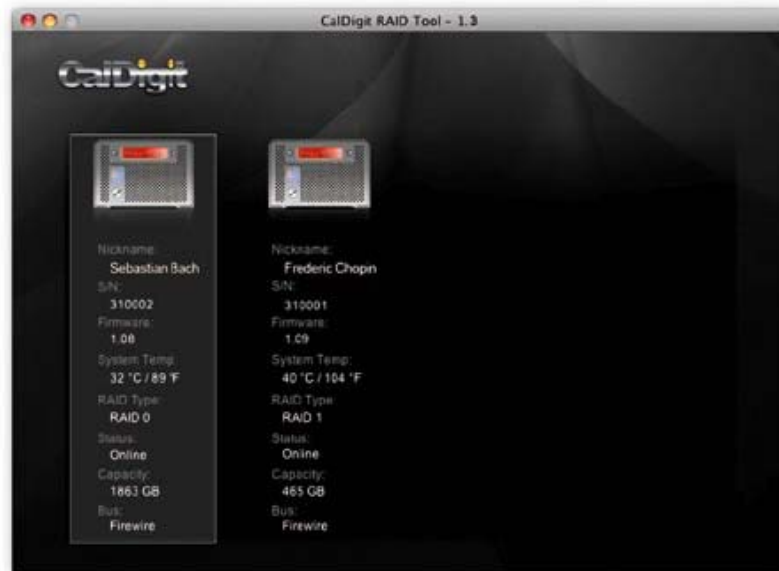 CalDigit RAID Tool - 1.3
CalDigit
Nickname:
Sebastian Bach
S/N:
310002
Firmware:
1.08
System Temp:
32 °C / 89 °F
RAID Type:
RAID 0
Status:
Online
Capacity:
1863 GB
Bus:
Firewire
Nickname:
Frederic Chopin
S/N:
310001
Firmware:
1.09
System Temp:
40 °C / 104 °F
RAID Type:
RAID 1
Status:
Online
Capacity:
465 GB
Bus:
Firewire